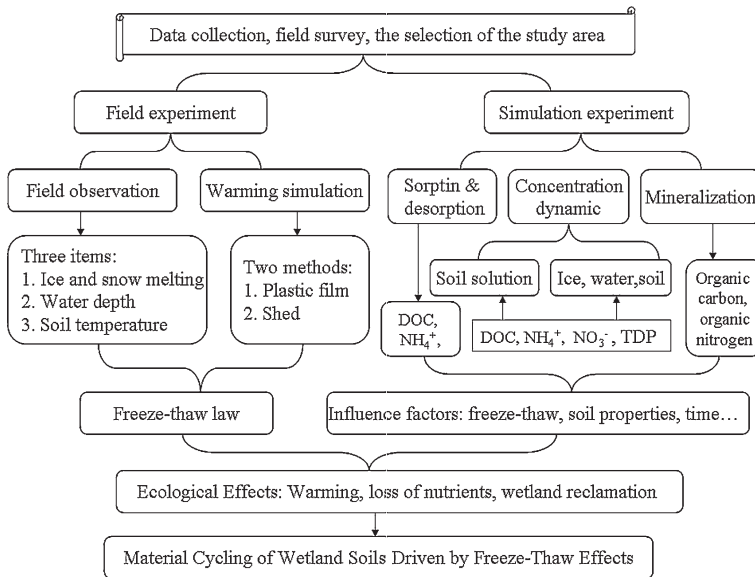 Data collection, field survey, the selection of the study area
Field experiment
Simulation experiment
Field observation
Warming simulation
Sorptin &
desorption
Concentration
dynamic
Mineralization
Three items:
1. Ice and snow melting
2. Water depth
3. Soil temperature
Two methods:
1. Plastic film
2. Shed
Soil solution
Ice, water,soil
DOC,
NH₄⁺,
DOC, NH₄⁺, NO₃⁻, TDP
Organic
carbon,
organic
nitrogen
Freeze-thaw law
Influence factors: freeze-thaw, soil properties, time…
Ecological Effects: Warming, loss of nutrients, wetland reclamation
Material Cycling of Wetland Soils Driven by Freeze-Thaw Effects